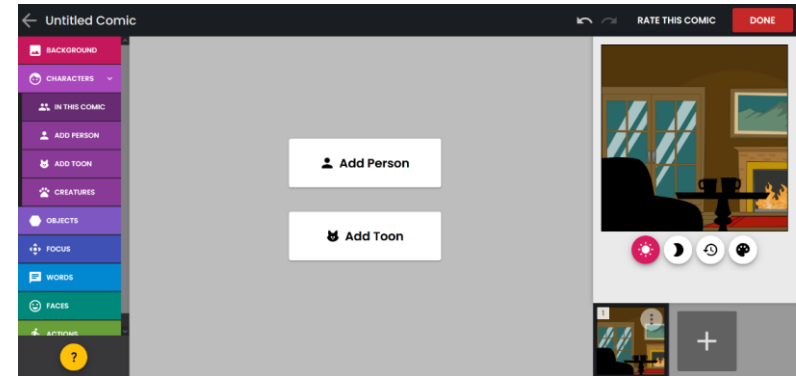 Untitled Comic
RATE THIS COMIC
DONE
BACKGROUND
CHARACTERS
IN THIS COMIC
ADD PERSON
ADD TOON
CREATURES
OBJECTS
FOCUS
WORDS
FACES
ACTIONS
?
Add Person
Add Toon
1